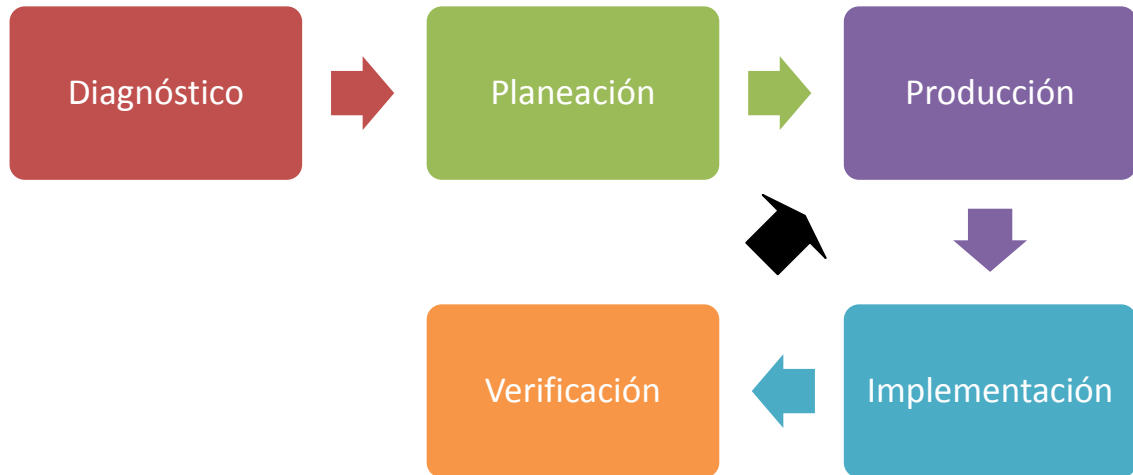 Diagnóstico
Planeación
Producción
Verificación
Implementación